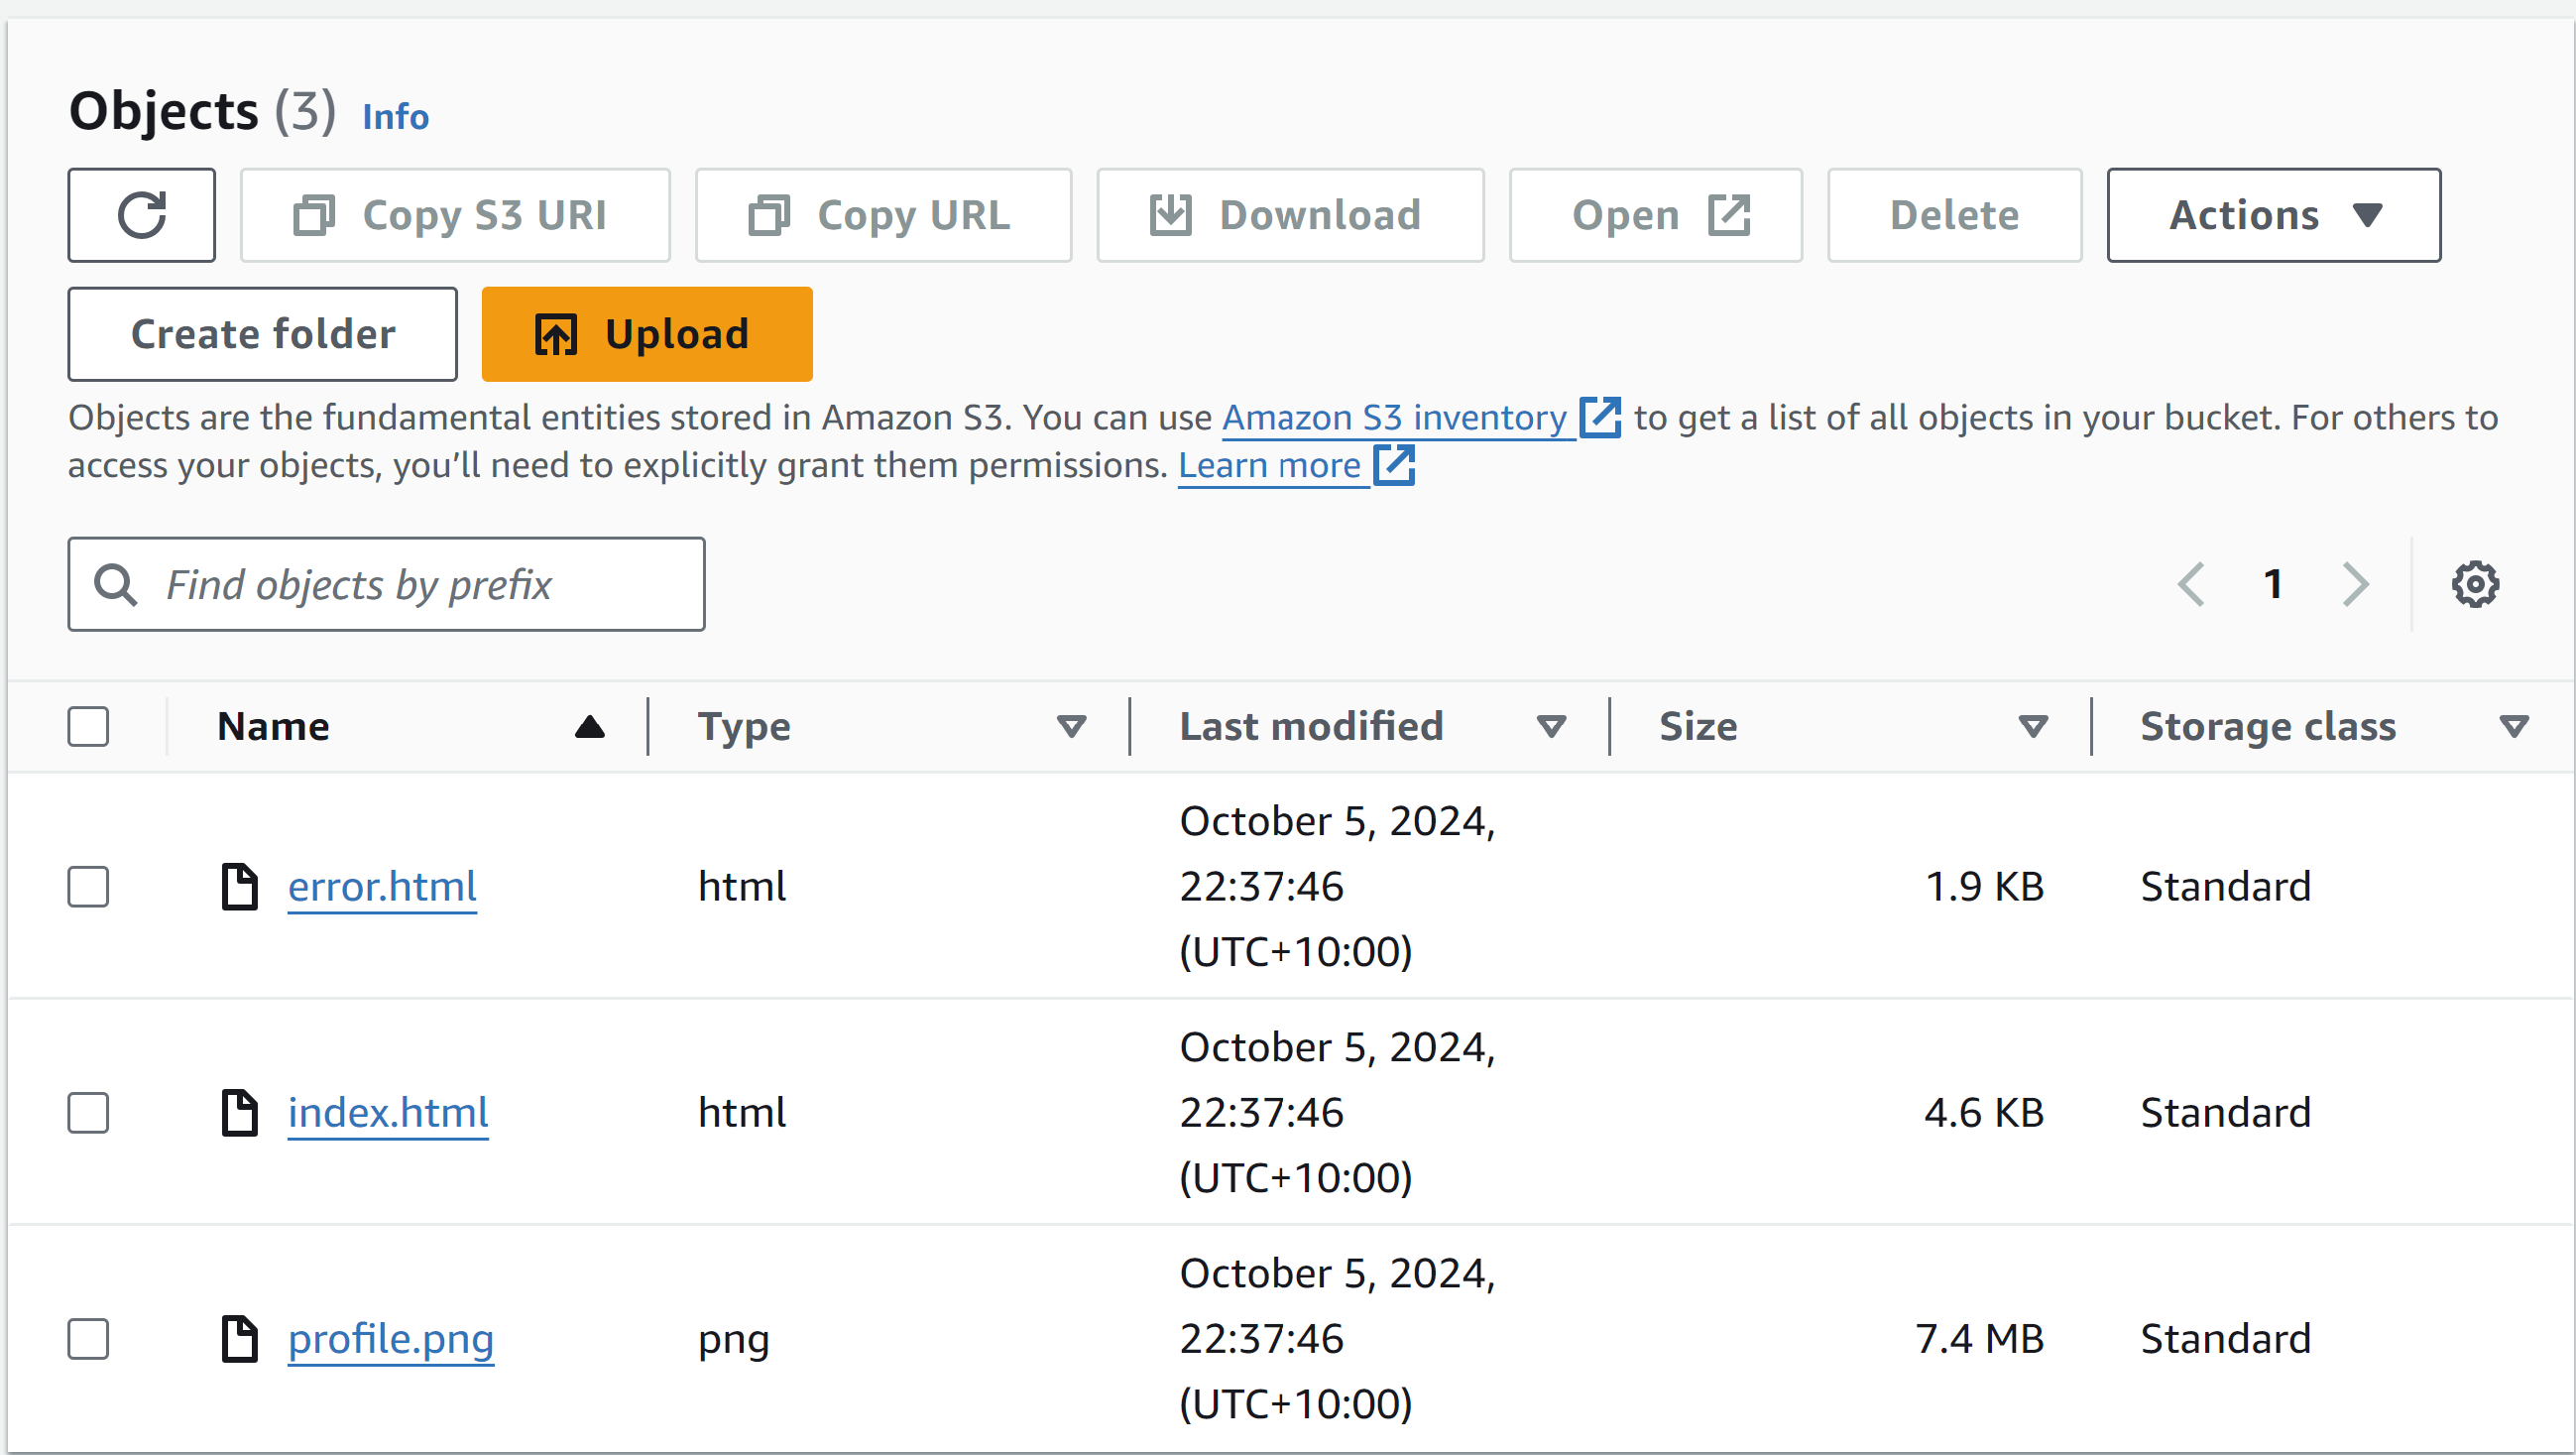 Objects (3) Info
Copy S3 URI Copy URL Download Open Delete Actions
Create folder Upload
Objects are the fundamental entities stored in Amazon S3. You can use Amazon S3 inventory to get a list of all objects in your bucket. For others to
access your objects, you’ll need to explicitly grant them permissions. Learn more
Find objects by prefix 1
Name Type Last modified Size Storage class
October 5, 2024,
error.html html 22:37:46 1.9 KB Standard
(UTC+10:00)
October 5, 2024,
index.html html 22:37:46 4.6 KB Standard
(UTC+10:00)
October 5, 2024,
profile.png png 22:37:46 7.4 MB Standard
(UTC+10:00)